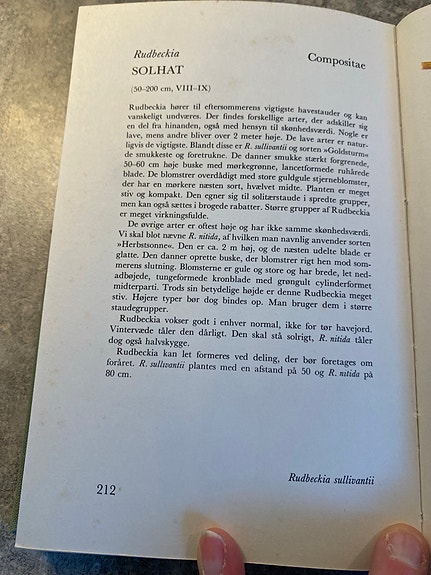 Rudbeckia
Compositae
SOLHAT
(50–200 cm, VIII–IX)
Rudbeckia hører til eftersommerens vigtigste havestauder og kan
vanskeligt undværes. Der findes forskellige arter, der adskiller sig
en del fra hinanden, også med hensyn til skønhedsværdi. Nogle er
lave, mens andre bliver over 2 meter høje. De lave arter er natur-
ligvis de vigtigste. Blandt disse er R. sullivantii og sorten »Goldsturm«
de smukkeste og foretrukne. De danner smukke stærkt forgrenede,
50–60 cm høje buske med mørkegrønne, lancetformede ruhårede
blade. De blomstrer overdådigt med store guldgule stjerneblomster,
der har en mørkere næsten sort, hvælvet midte. Planten er meget
stiv og kompakt. Den egner sig til solitærstaude i spredte grupper,
men kan også sættes i brogede rabatter. Større grupper af Rudbeckia
er meget virkningsfulde.
De øvrige arter er oftest høje og har ikke samme skønhedsværdi.
Vi skal blot nævne R. nitida, af hvilken man navnlig anvender sorten
»Herbstsonne«. Den er ca. 2 m høj, og de næsten udelte blade er
glatte. Den danner oprette buske, der blomstrer rigt hen mod som-
merens slutning. Blomsterne er gule og store og har brede, let ned-
adbøjede, tungeformede kronblade med grøngult cylinderformet
midterparti. Trods sin betydelige højde er denne Rudbeckia meget
stiv. Højere typer bør dog bindes op. Man bruger dem i større
staudegrupper.
Rudbeckia vokser godt i enhver normal, ikke for tør havejord.
Vintervæde tåler den dårligt. Den skal stå solrigt, R. nitida tåler
dog også halvskygge.
Rudbeckia kan let formeres ved deling, der bør foretages om
foråret. R. sullivantii plantes med en afstand på 50 og R. nitida på
80 cm.
Rudbeckia sullivantii
212